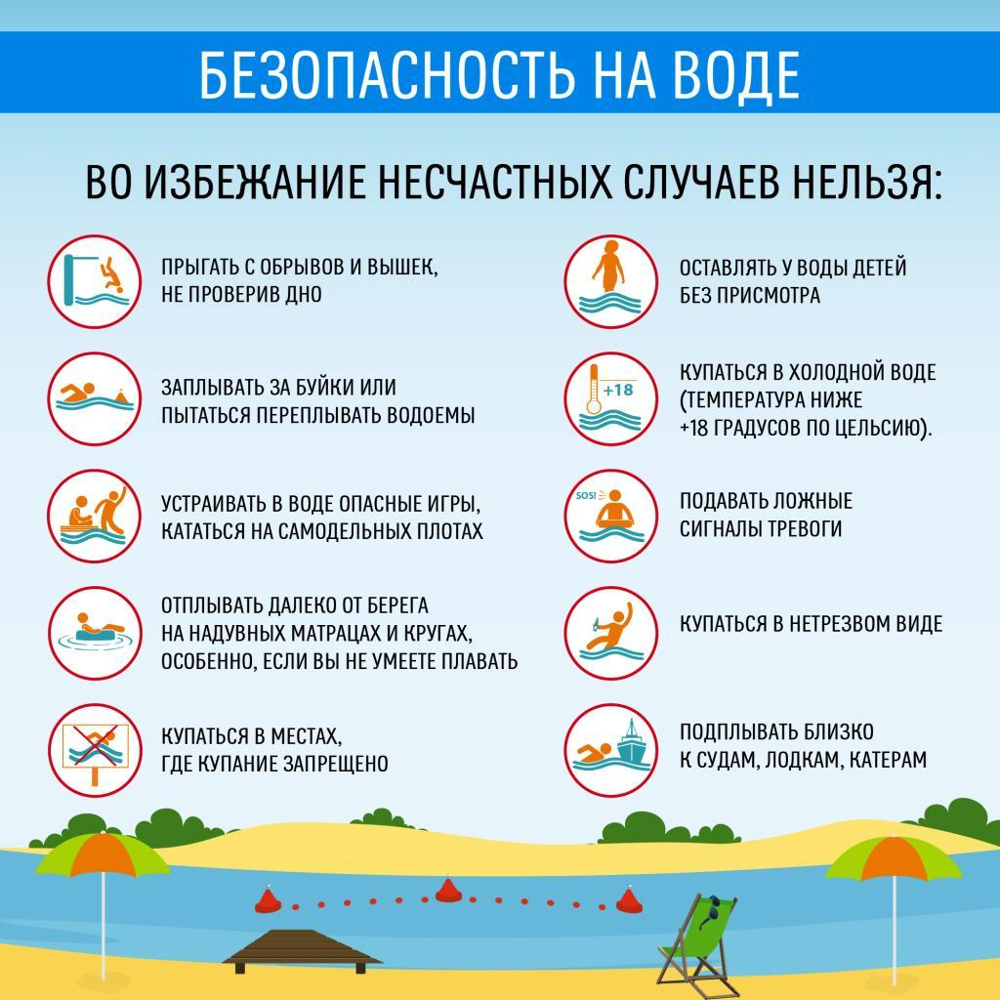 БЕЗОПАСНОСТЬ НА ВОДЕ
ВО ИЗБЕЖАНИЕ НЕСЧАСТНЫХ СЛУЧАЕВ НЕЛЬЗЯ:
ПРЫГАТЬ С ОБРЫВОВ И ВЫШЕК,
НЕ ПРОВЕРИВ ДНО
ЗАПЛЫВАТЬ ЗА БУЙКИ ИЛИ
ПЫТАТЬСЯ ПЕРЕПЛЫВАТЬ ВОДОЕМЫ
УСТРАИВАТЬ В ВОДЕ ОПАСНЫЕ ИГРЫ,
КАТАТЬСЯ НА САМОДЕЛЬНЫХ ПЛОТАХ
ОТПЛЫВАТЬ ДАЛЕКО ОТ БЕРЕГА
НА НАДУВНЫХ МАТРАЦАХ И КРУГАХ,
ОСОБЕННО, ЕСЛИ ВЫ НЕ УМЕЕТЕ ПЛАВАТЬ
КУПАТЬСЯ В МЕСТАХ,
ГДЕ КУПАНИЕ ЗАПРЕЩЕНО
ОСТАВЛЯТЬ У ВОДЫ ДЕТЕЙ
БЕЗ ПРИСМОТРА
+18
КУПАТЬСЯ В ХОЛОДНОЙ ВОДЕ
(ТЕМПЕРАТУРА НИЖЕ
+18 ГРАДУСОВ ПО ЦЕЛЬСИЮ).
SOS!
ПОДАВАТЬ ЛОЖНЫЕ
СИГНАЛЫ ТРЕВОГИ
КУПАТЬСЯ В НЕТРЕЗВОМ ВИДЕ
ПОДПЛЫВАТЬ БЛИЗКО
К СУДАМ, ЛОДКАМ, КАТЕРАМ